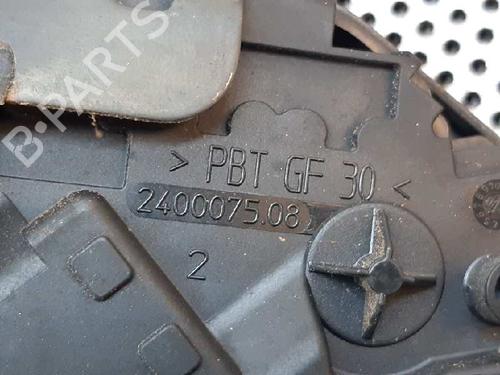 B-PARTS
> PBT GF 30 <
2400075.08
2